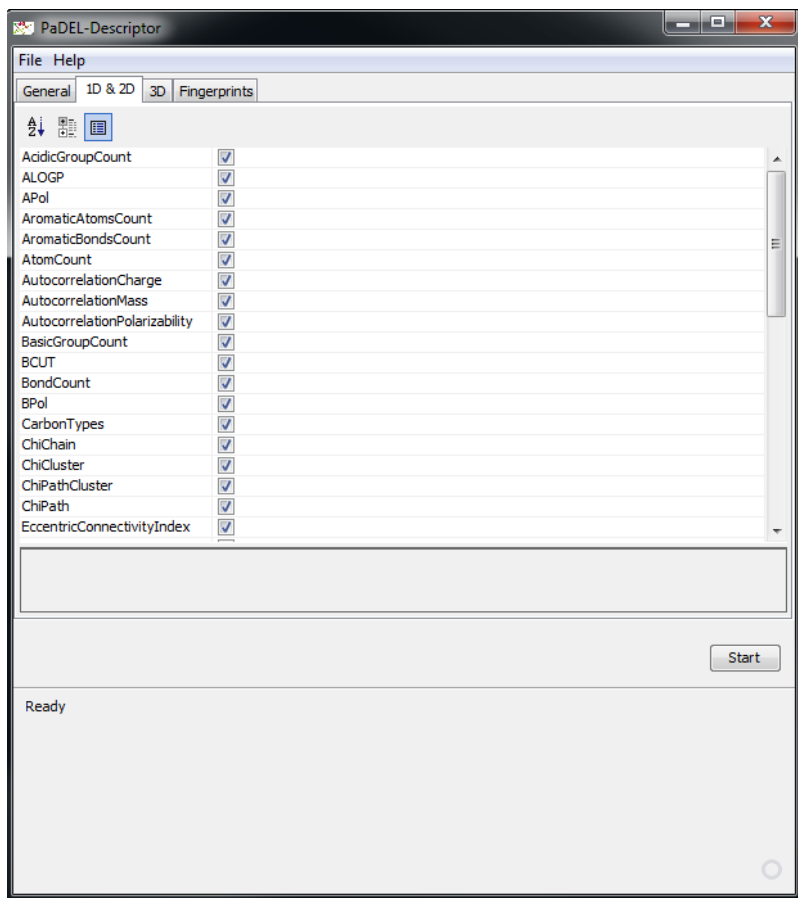 PaDEL-Descriptor
File Help
General 1D & 2D 3D Fingerprints
AcidicGroupCount
ALOGP
APol
AromaticAtomsCount
AromaticBondsCount
AtomCount
AutocorrelationCharge
AutocorrelationMass
AutocorrelationPolarizability
BasicGroupCount
BCUT
BondCount
BPol
CarbonTypes
ChiChain
ChiCluster
ChiPathCluster
ChiPath
EccentricConnectivityIndex
Start
Ready